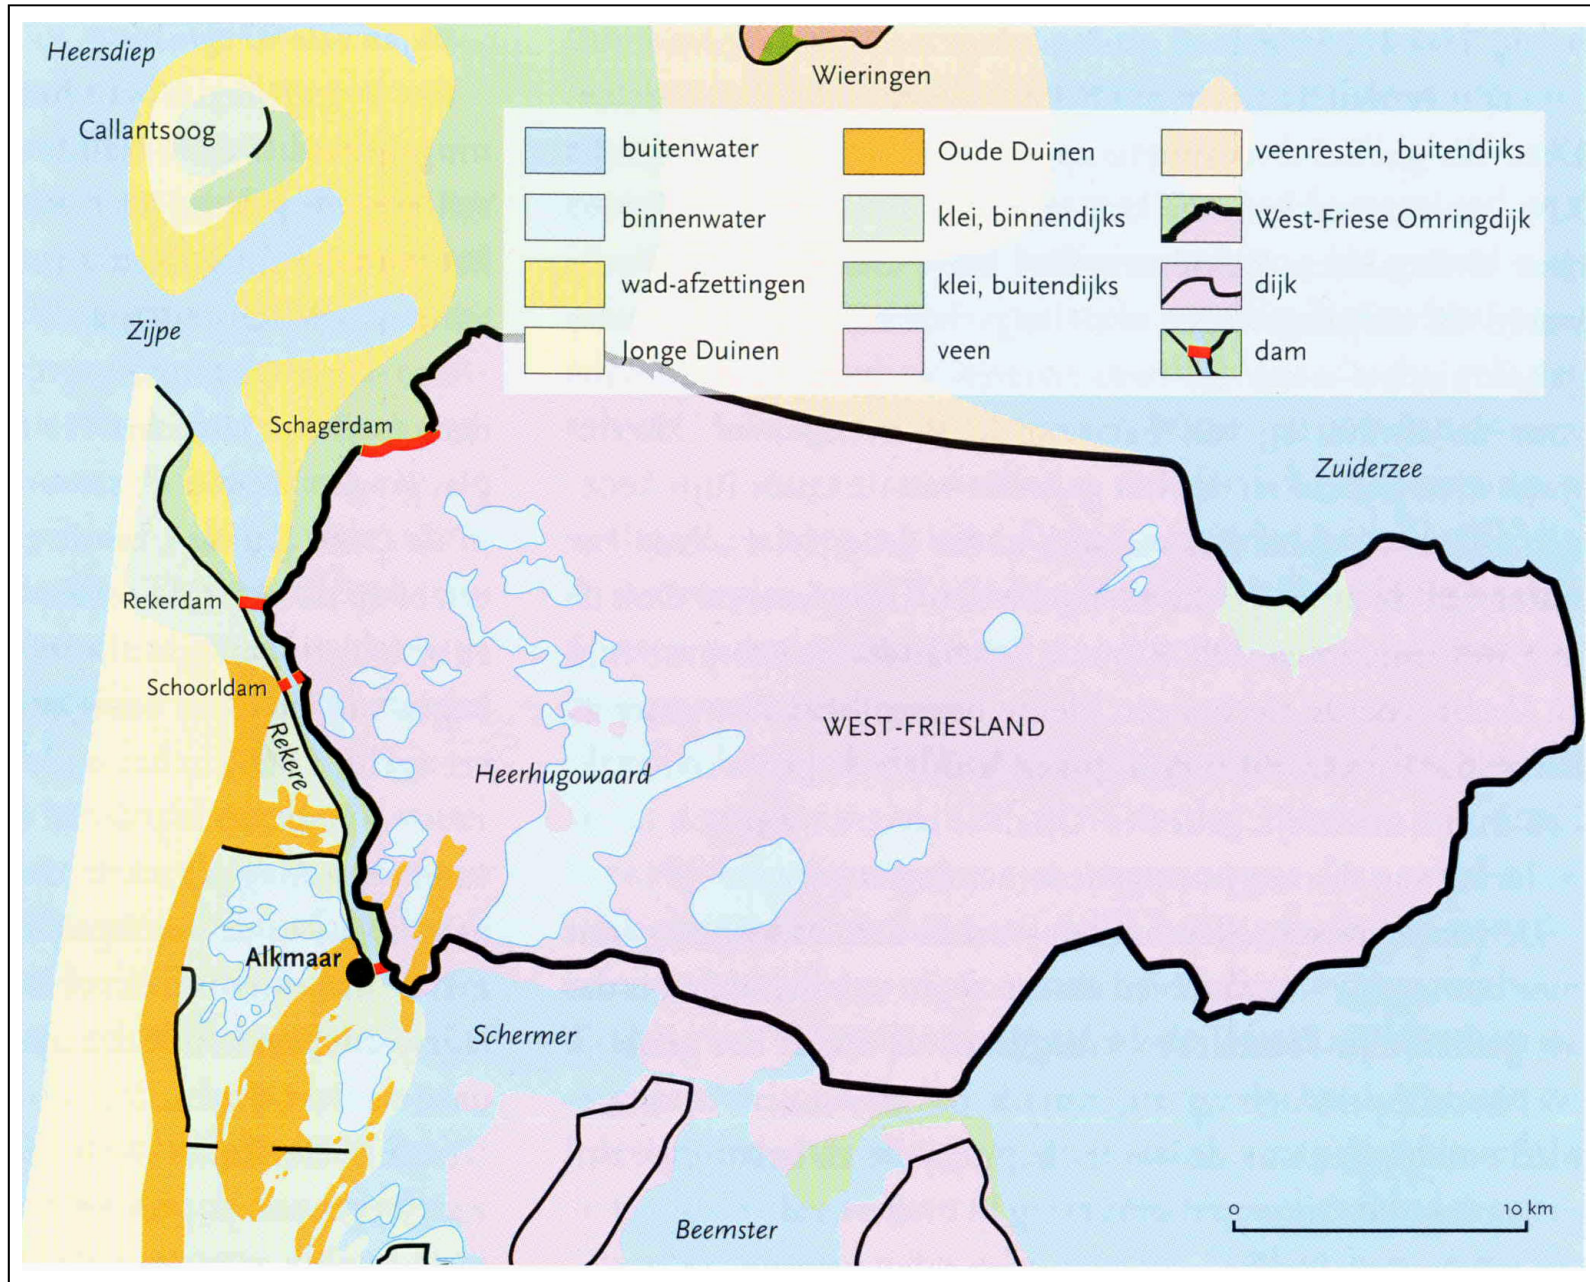 Heersdiep
Wieringen
Callantsoog
buitenwater
Oude Duinen
veenresten, buitendijks
binnenwater
klei, binnendijks
West-Friese Omringdijk
wad-afzettingen
klei, buitendijks
dijk
Jonge Duinen
veen
dam
Zijpe
Schagerdam
Zuiderzee
Rekerdam
Schoorldam
Rekere
WEST-FRIESLAND
Heerhugowaard
Alkmaar
Schermer
Beemster
0 10 km